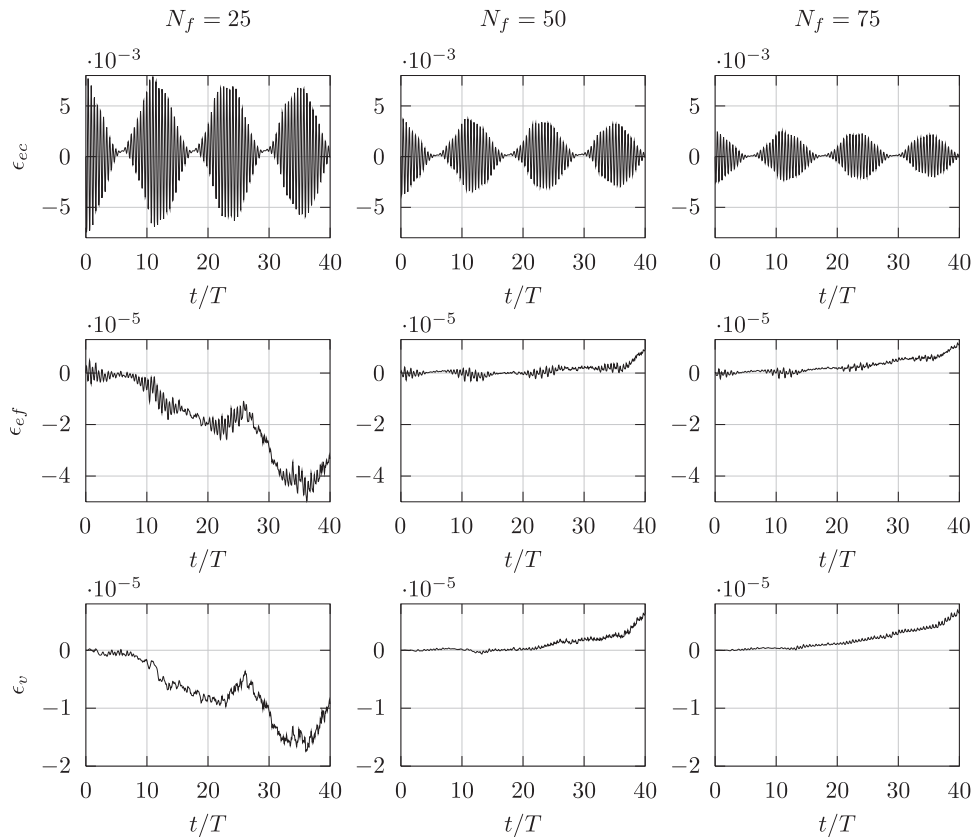 N_f = 25 N_f = 50 N_f = 75
·10⁻³ ·10⁻³ ·10⁻³
5 5 5
0 0 0
−5 −5 −5
ϵ_ec
0 10 20 30 40 0 10 20 30 40 0 10 20 30 40
t/T t/T t/T
·10⁻⁵ ·10⁻⁵ ·10⁻⁵
0 0 0
−2 −2 −2
−4 −4 −4
ϵ_ef
0 10 20 30 40 0 10 20 30 40 0 10 20 30 40
t/T t/T t/T
·10⁻⁵ ·10⁻⁵ ·10⁻⁵
0 0 0
−1 −1 −1
−2 −2 −2
ϵ_v
0 10 20 30 40 0 10 20 30 40 0 10 20 30 40
t/T t/T t/T